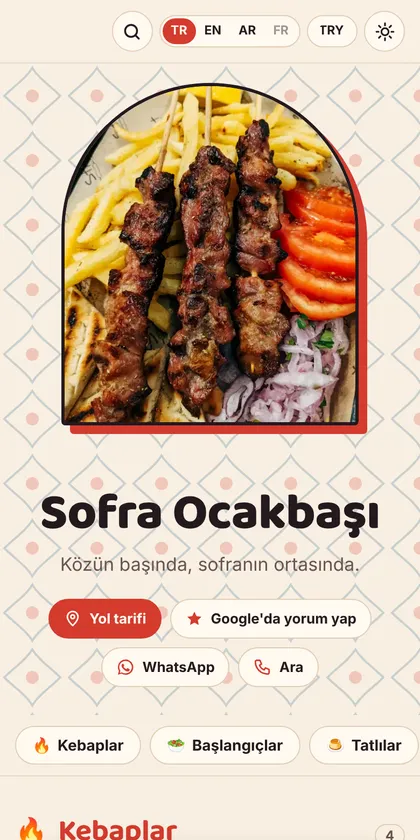 TR EN AR FR TRY
Sofra Ocakbaşı
Közün başında, sofranın ortasında.
Yol tarifi Google'da yorum yap
WhatsApp Ara
Kebaplar Başlangıçlar Tatlılar
Kebaplar 4